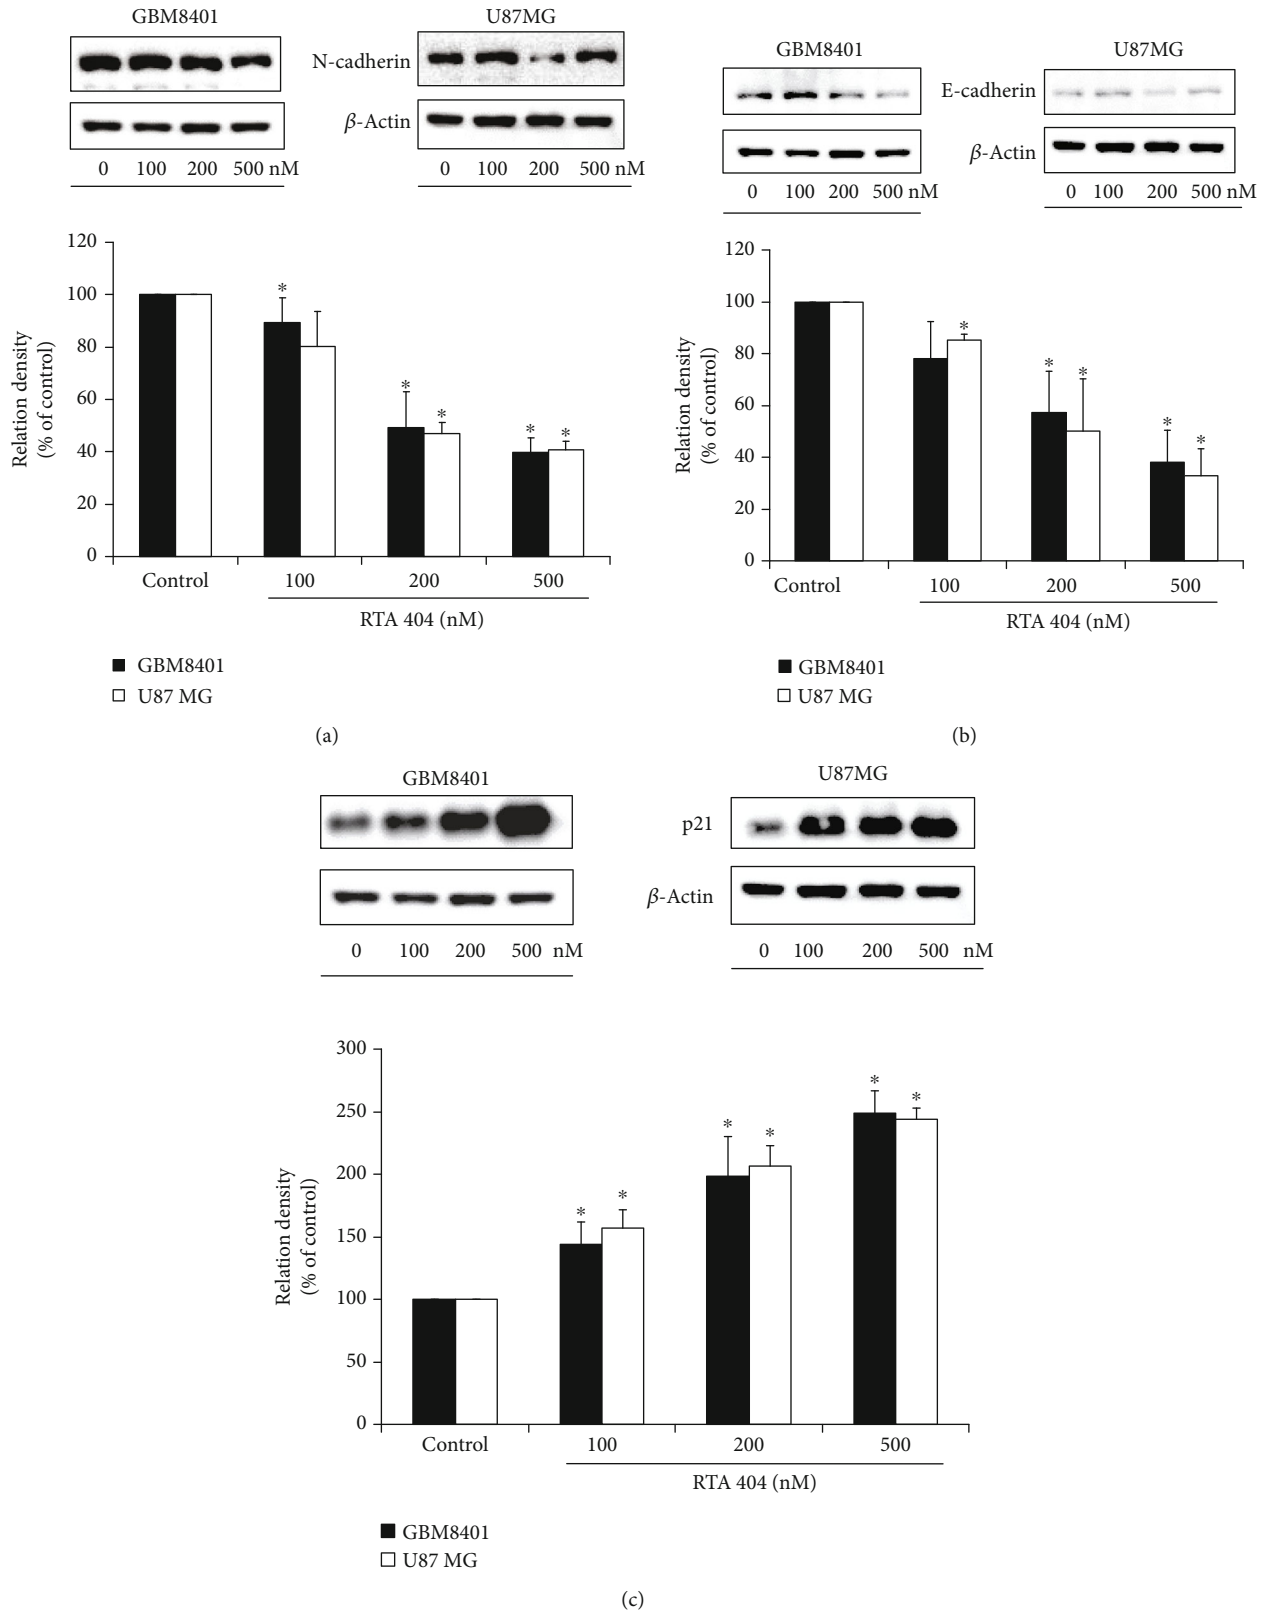 GBM8401
U87MG
N-cadherin
β-Actin
0 100 200 500 nM
0 100 200 500 nM
120
100
80
60
40
20
0
Relation density
(% of control)
*
*
*
*
*
Control 100 200 500
RTA 404 (nM)
GBM8401
U87 MG
(a)
GBM8401
U87MG
E-cadherin
β-Actin
0 100 200 500 nM
0 100 200 500 nM
120
100
80
60
40
20
0
Relation density
(% of control)
*
*
*
*
*
Control 100 200 500
RTA 404 (nM)
GBM8401
U87 MG
(b)
GBM8401
U87MG
p21
β-Actin
0 100 200 500 nM
0 100 200 500 nM
300
250
200
150
100
50
0
Relation density
(% of control)
*
*
*
*
*
*
Control 100 200 500
RTA 404 (nM)
GBM8401
U87 MG
(c)